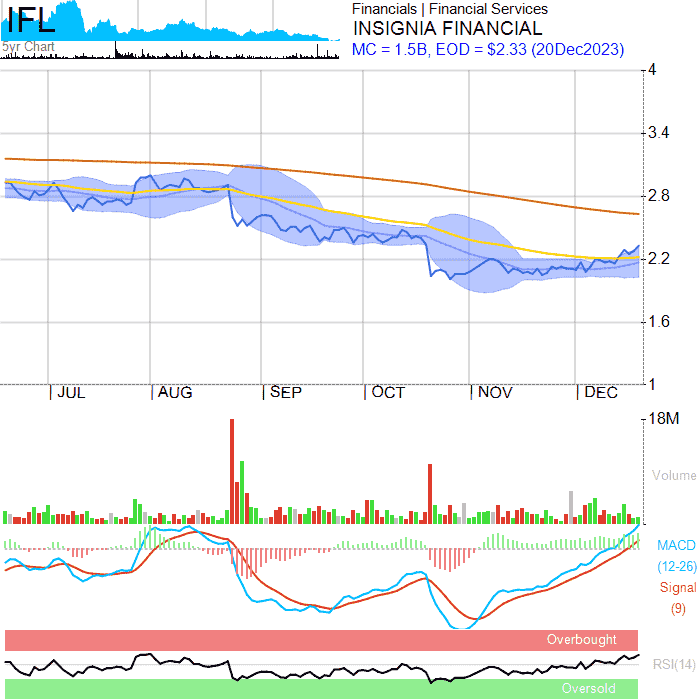 IFL
5yr Chart
Financials | Financial Services
INSIGNIA FINANCIAL
MC = 1.5B, EOD = $2.33 (20Dec2023)
4
3.4
2.8
2.2
1.6
1
JUL AUG SEP OCT NOV DEC
18M
Volume
MACD
(12-26)
Signal
(9)
Overbought
RSI(14)
Oversold